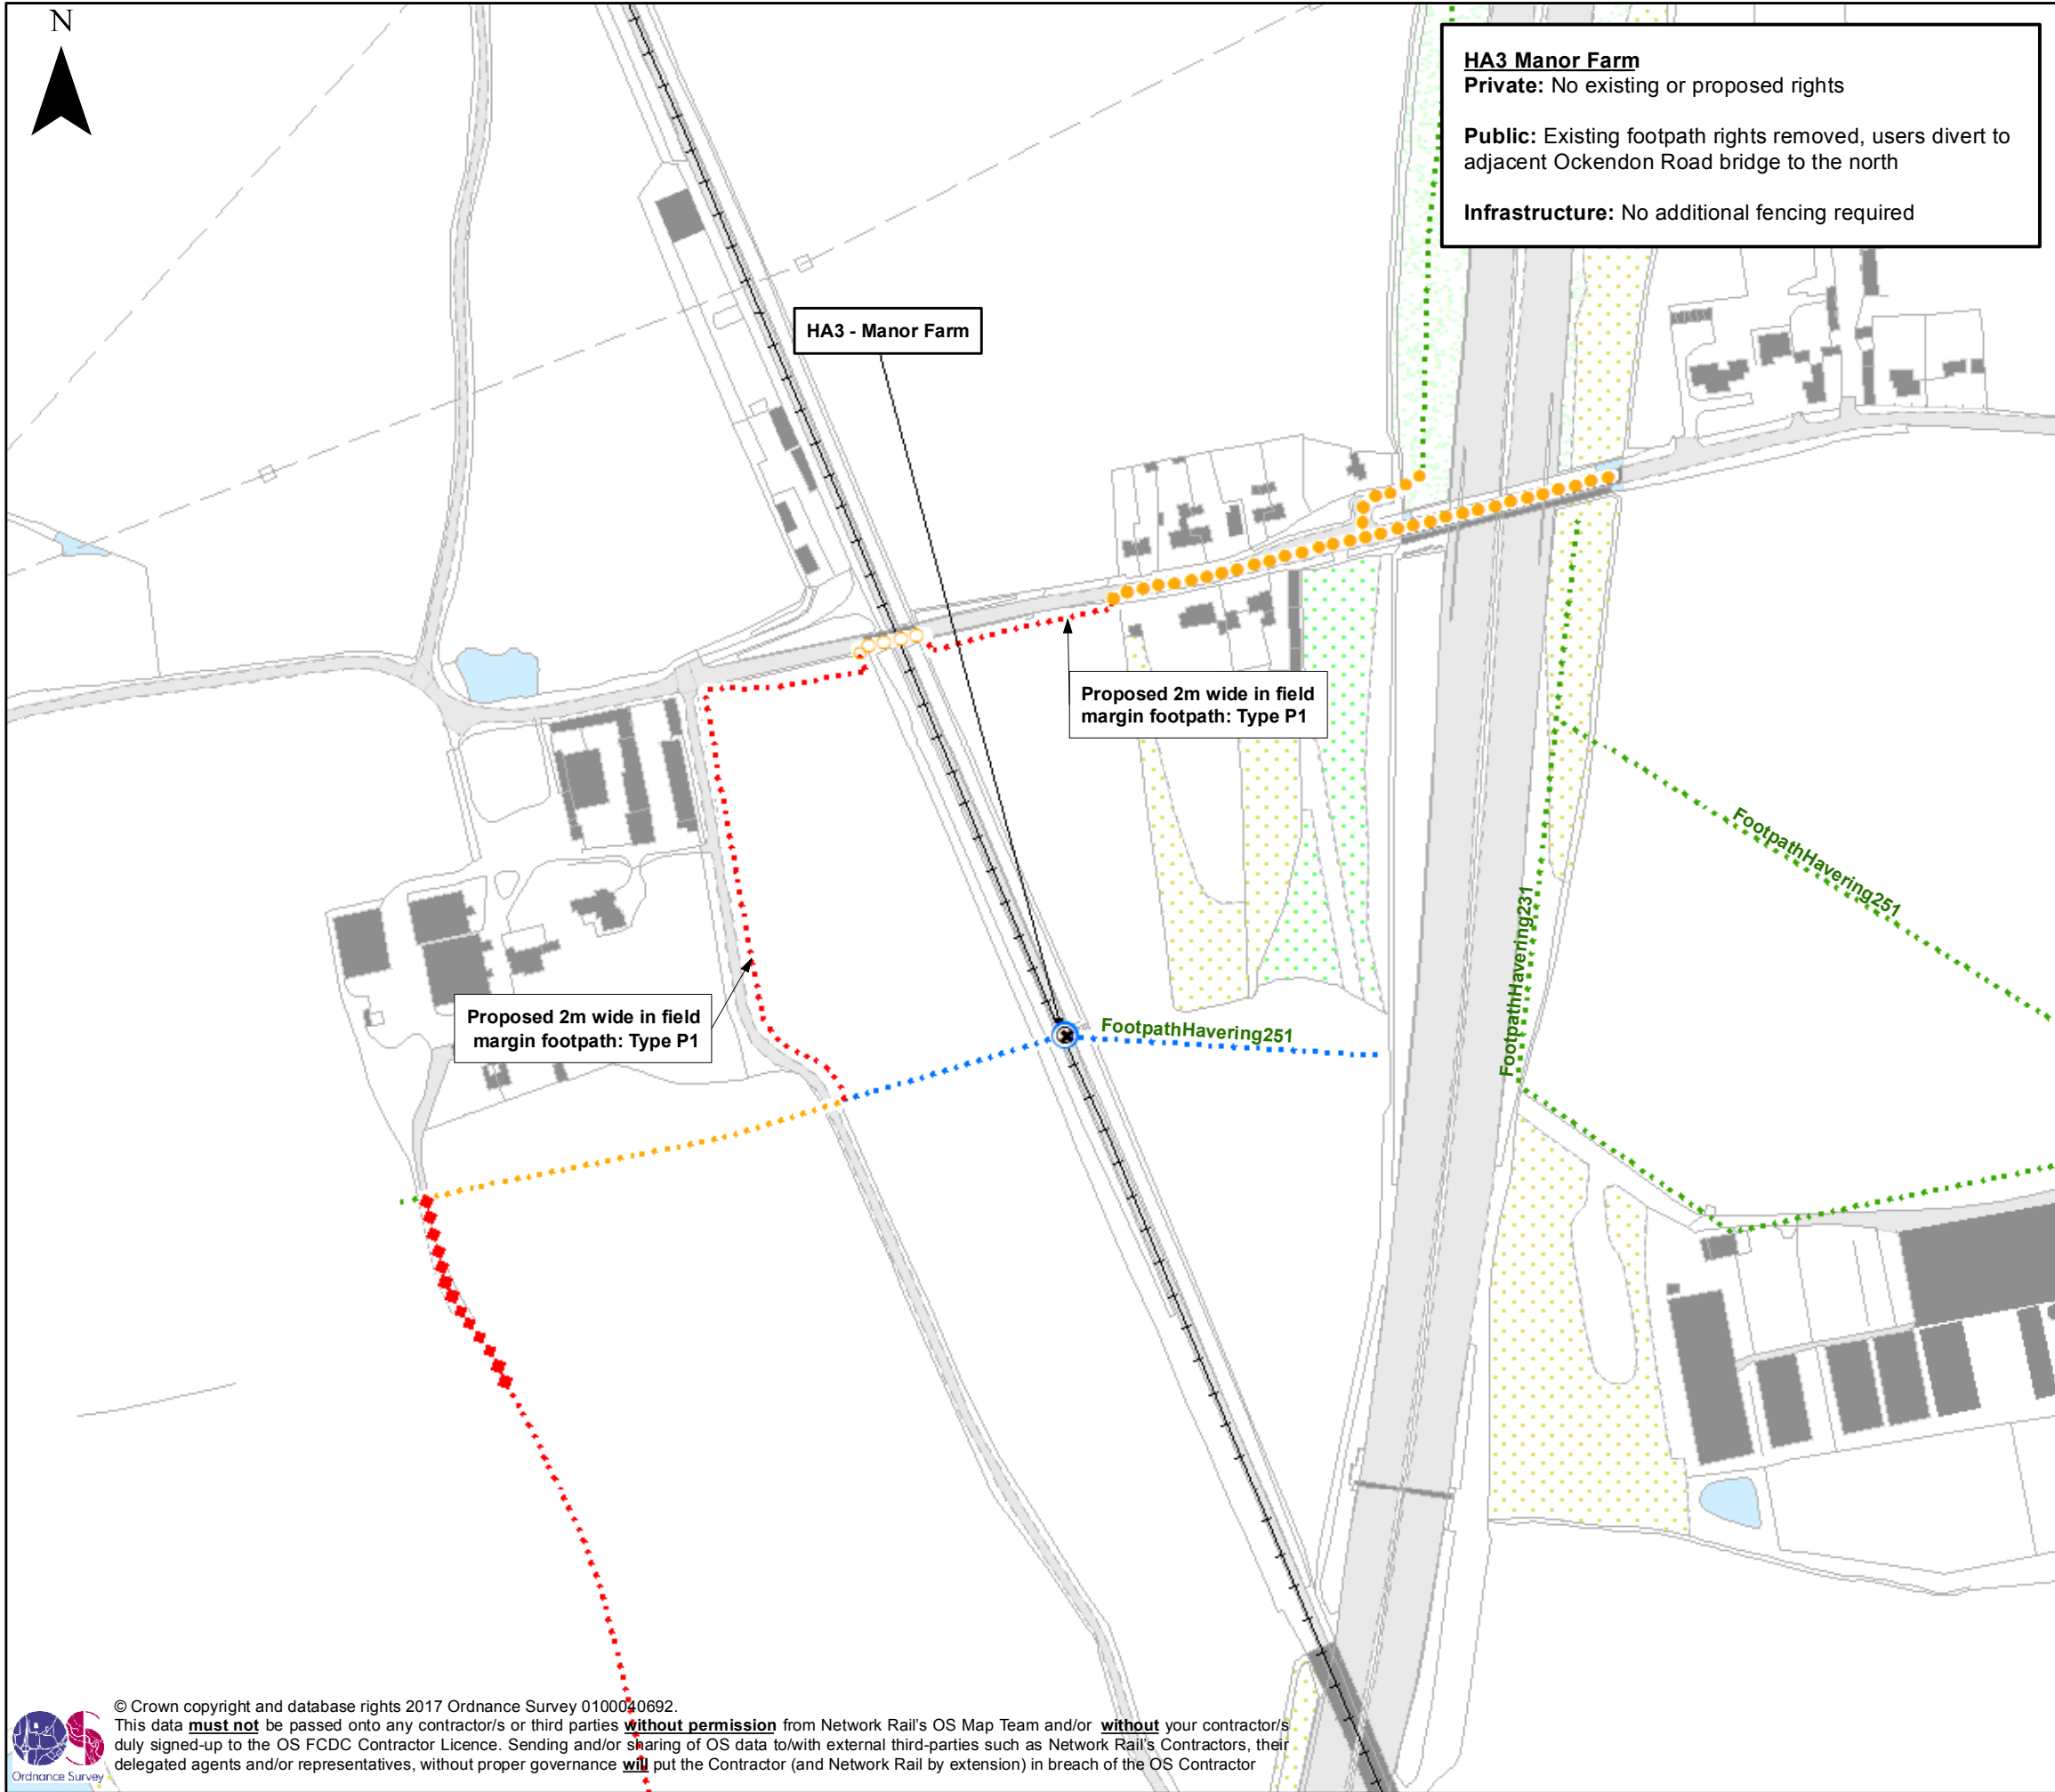 N
HA3 Manor Farm
Private: No existing or proposed rights
Public: Existing footpath rights removed, users divert to
adjacent Ockendon Road bridge to the north
Infrastructure: No additional fencing required
HA3 - Manor Farm
Proposed 2m wide in field
margin footpath: Type P1
FootpathHavering251
FootpathHavering231
Proposed 2m wide in field
margin footpath: Type P1
FootpathHavering251
© Crown copyright and database rights 2017 Ordnance Survey 0100040692.
This data must not be passed onto any contractor/s or third parties without permission from Network Rail's OS Map Team and/or without your contractor/s
duly signed-up to the OS FCDC Contractor Licence. Sending and/or sharing of OS data to/with external third-parties such as Network Rail's Contractors, their
delegated agents and/or representatives, without proper governance will put the Contractor (and Network Rail by extension) in breach of the OS Contractor
Ordnance Survey